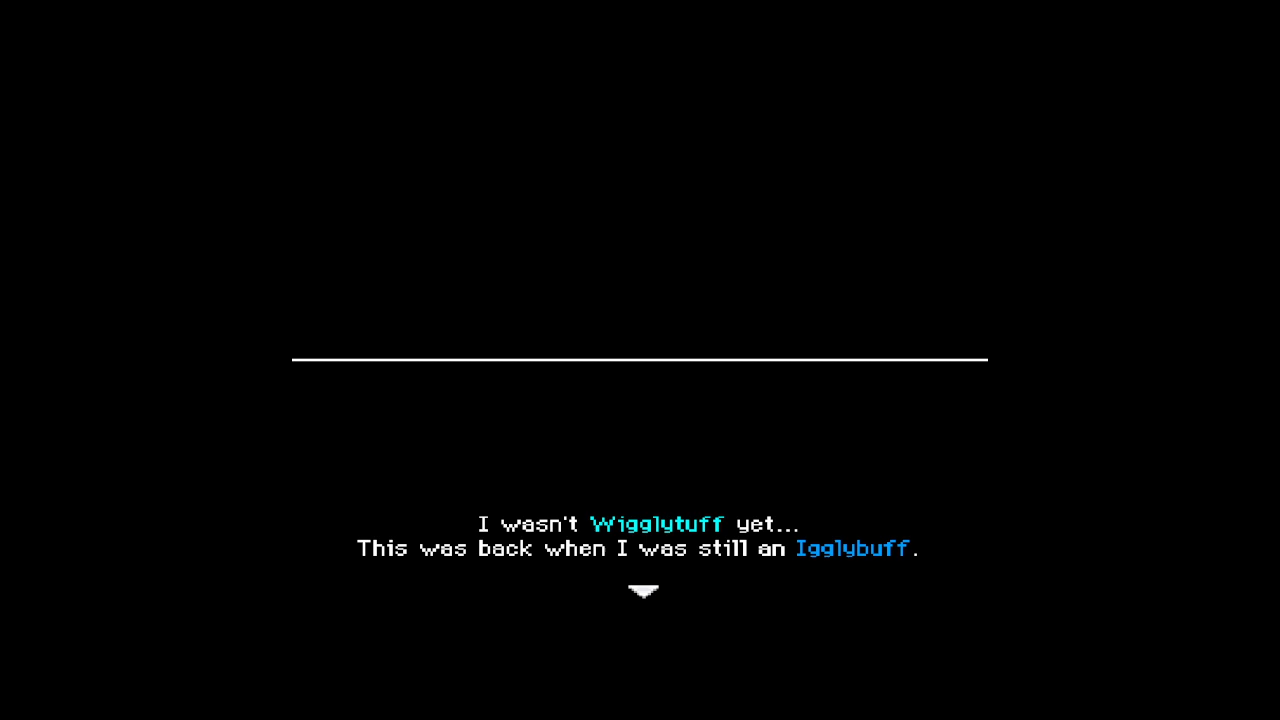 I wasn't Wigglytuff yet...
This was back when I was still an Igglybuff.